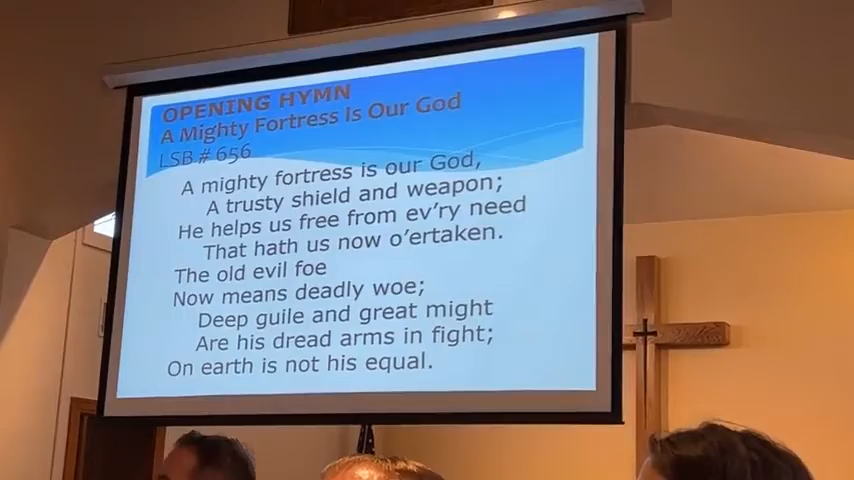 OPENING HYMN
A Mighty Fortress Is Our God
LSB # 656
A mighty fortress is our God,
A trusty shield and weapon;
He helps us free from ev'ry need
That hath us now o'ertaken.
The old evil foe
Now means deadly woe;
Deep guile and great might
Are his dread arms in fight;
On earth is not his equal.